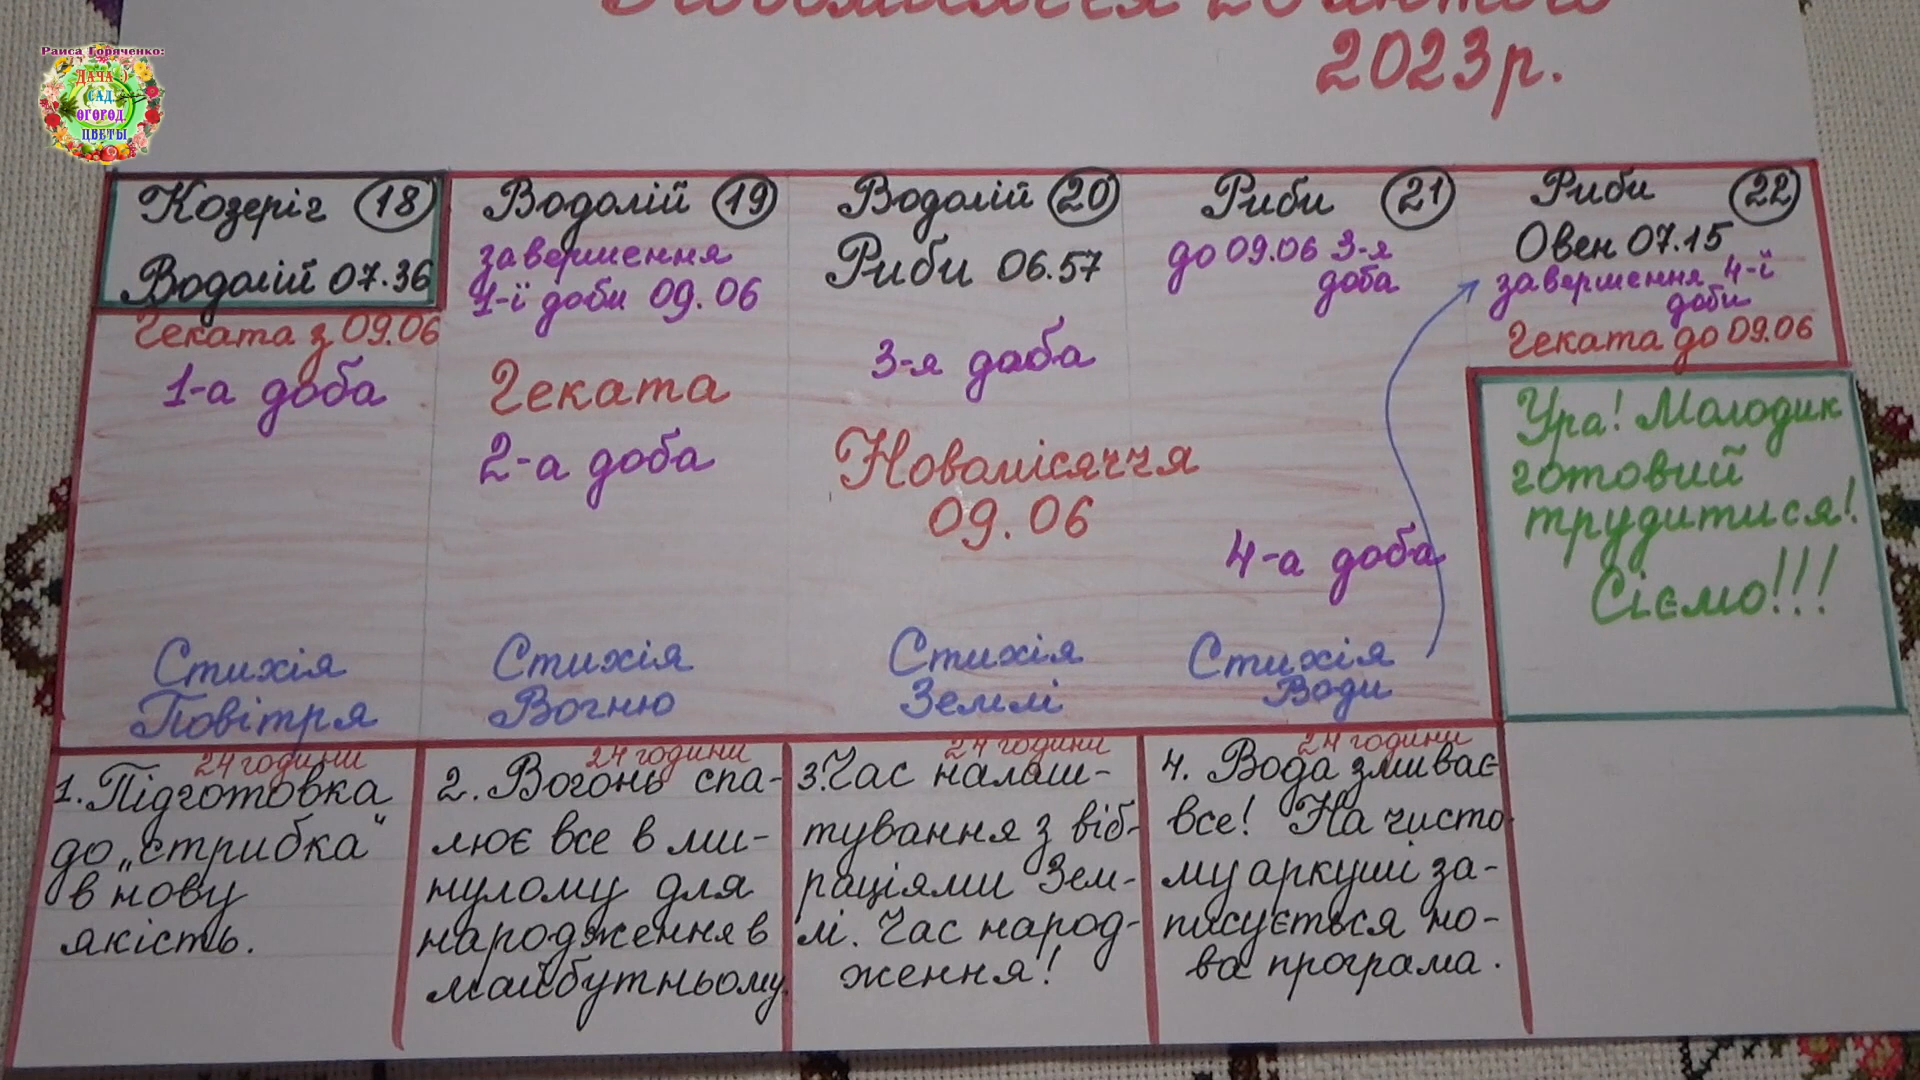 Новомісяччя 20 лютого
2023р.
Раиса Горяченко:
Дача
сад,
огород,
цветы
Козеріг 18
Водолій 07.36
Геката з 09.06
1-а доба
Стихія
Повітря
Водолій 19
завершення
1-ї доби 09.06
Геката
2-а доба
Стихія
Вогню
Водолій 20
Риби 06.57
3-я доба
Новомісяччя
09.06
Стихія
Землі
Риби 21
до 09.06 3-я
доба
4-а доба
Стихія
Води
Риби 22
Овен 07.15
завершення 4-ї
доби
Геката до 09.06
Ура! Молодик
готовий
трудитися!
Сіємо!!!
24 години
1. Підготовка
до „стрибка“
в нову
якість.
24 години
2. Вогонь спа-
лює все в ми-
нулому для
народження в
майбутньому.
24 години
3. Час налаш-
тування з віб-
раціями Зем-
лі. Час народ-
ження!
24 години
4. Вода змиває
все! На чисто
му аркуші за-
писується но-
ва програма.